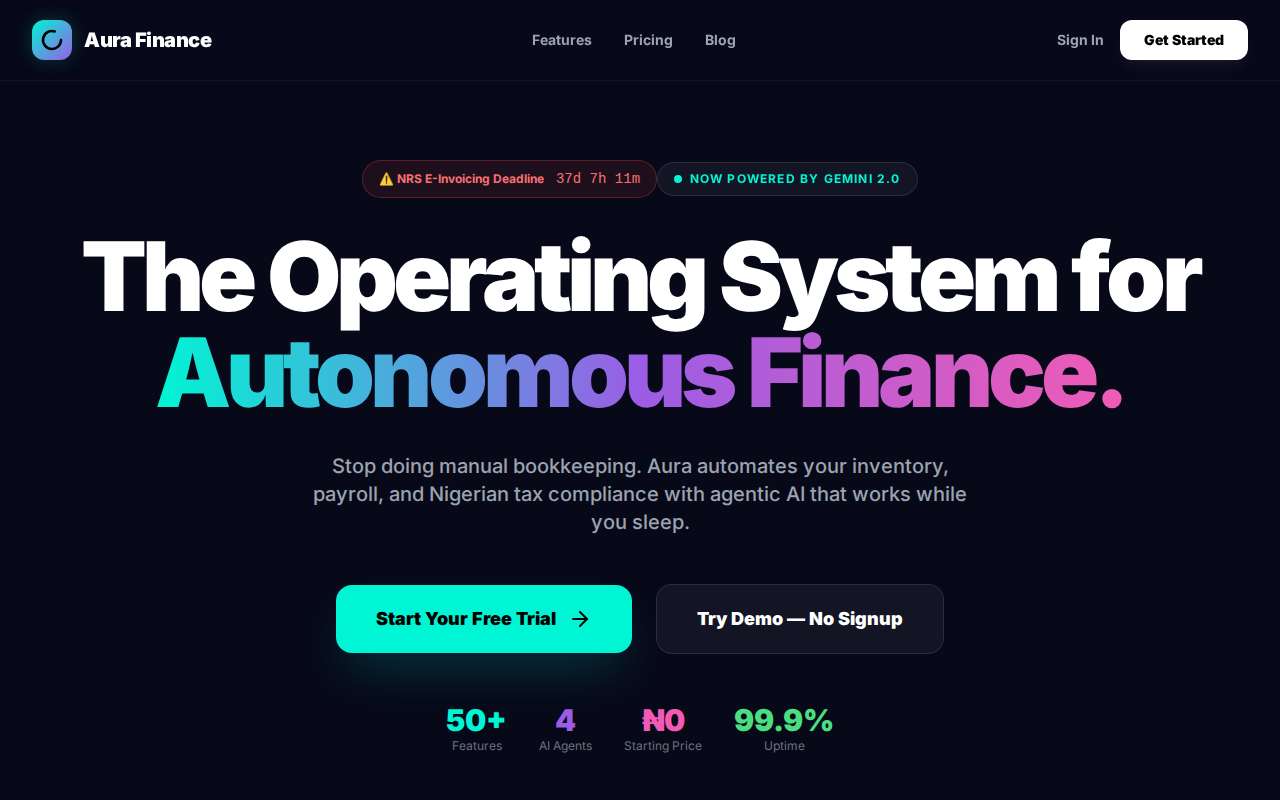 Aura Finance
Features
Pricing
Blog
Sign In
Get Started
⚠️ NRS E-Invoicing Deadline 37d 7h 11m
NOW POWERED BY GEMINI 2.0
The Operating System for
Autonomous Finance.
Stop doing manual bookkeeping. Aura automates your inventory,
payroll, and Nigerian tax compliance with agentic AI that works while
you sleep.
Start Your Free Trial →
Try Demo — No Signup
50+
Features
4
AI Agents
₦0
Starting Price
99.9%
Uptime